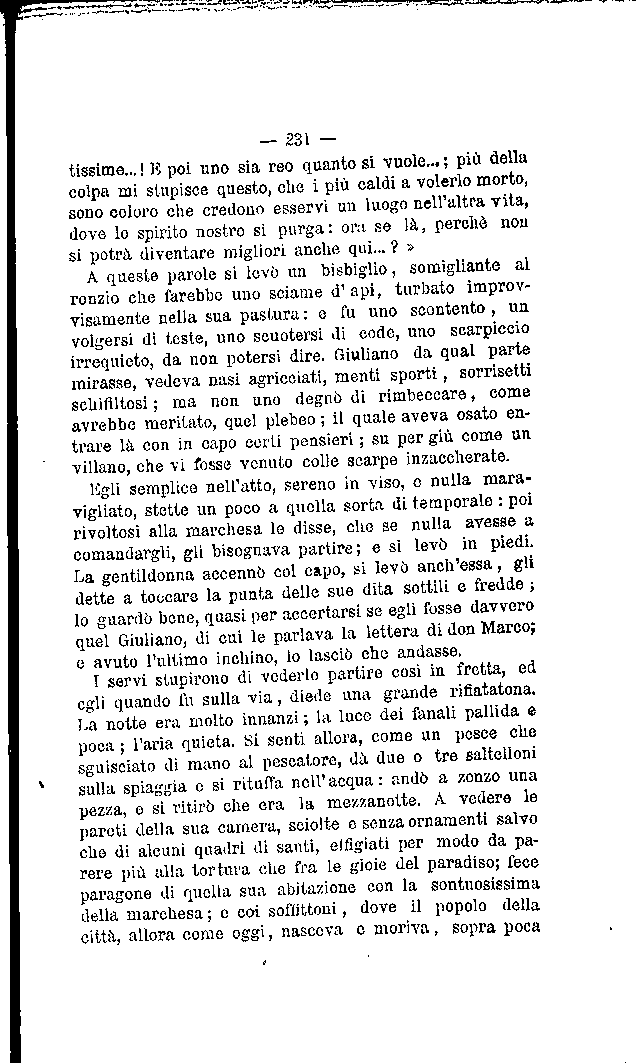 — 231 —
tissime...! E poi uno sia reo quanto si vuole...; più della
colpa mi stupisce questo, che i più caldi a volerlo morto,
sono coloro che credono esservi un luogo nell'altra vita,
dove lo spirito nostro si purga: ora se là, perchè non
si potrà diventare migliori anche qui...? »
A queste parole si levò un bisbiglio, somigliante al
ronzio che farebbe uno sciame d'api, turbato improv-
visamente nella sua pastura: e fu uno scontento, un
volgersi di teste, uno scuotersi di code, uno scarpiccio
irrequieto, da non potersi dire. Giuliano da qual parte
mirasse, vedeva nasi agricciati, menti sporti, sorrisetti
schifiltosi; ma non uno degnò di rimbeccare, come
avrebbe meritato, quel plebeo; il quale aveva osato en-
trare là con in capo certi pensieri; su per giù come un
villano, che vi fosse venuto colle scarpe inzaccherate.
Egli semplice nell'atto, sereno in viso, e nulla mara-
vigliato, stette un poco a quella sorta di temporale: poi
rivoltosi alla marchesa le disse, che se nulla avesse a
comandargli, gli bisognava partire; e si levò in piedi.
La gentildonna accennò col capo, si levò anch'essa, gli
dette a toccare la punta delle sue dita sottili e fredde;
lo guardò bene, quasi per accertarsi se egli fosse davvero
quel Giuliano, di cui le parlava la lettera di don Marco;
e avuto l'ultimo inchino, lo lasciò che andasse.
I servi stupirono di vederlo partire così in fretta, ed
egli quando fu sulla via, diede una grande rifiatatona.
La notte era molto innanzi; la luce dei fanali pallida e
poca; l'aria quieta. Si sentì allora, come un pesce che
sguisciato di mano al pescatore, dà due o tre saltelloni
sulla spiaggia e si rituffa nell'acqua: andò a zonzo una
pezza, e si ritirò che era la mezzanotte. A vedere le
pareti della sua camera, sciolte e senza ornamenti salvo
che di alcuni quadri di santi, effigiati per modo da pa-
rere più alla tortura che fra le gioie del paradiso; fece
paragone di quella sua abitazione con la sontuosissima
della marchesa; e coi soffittoni, dove il popolo della
città, allora come oggi, nasceva e moriva, sopra poca